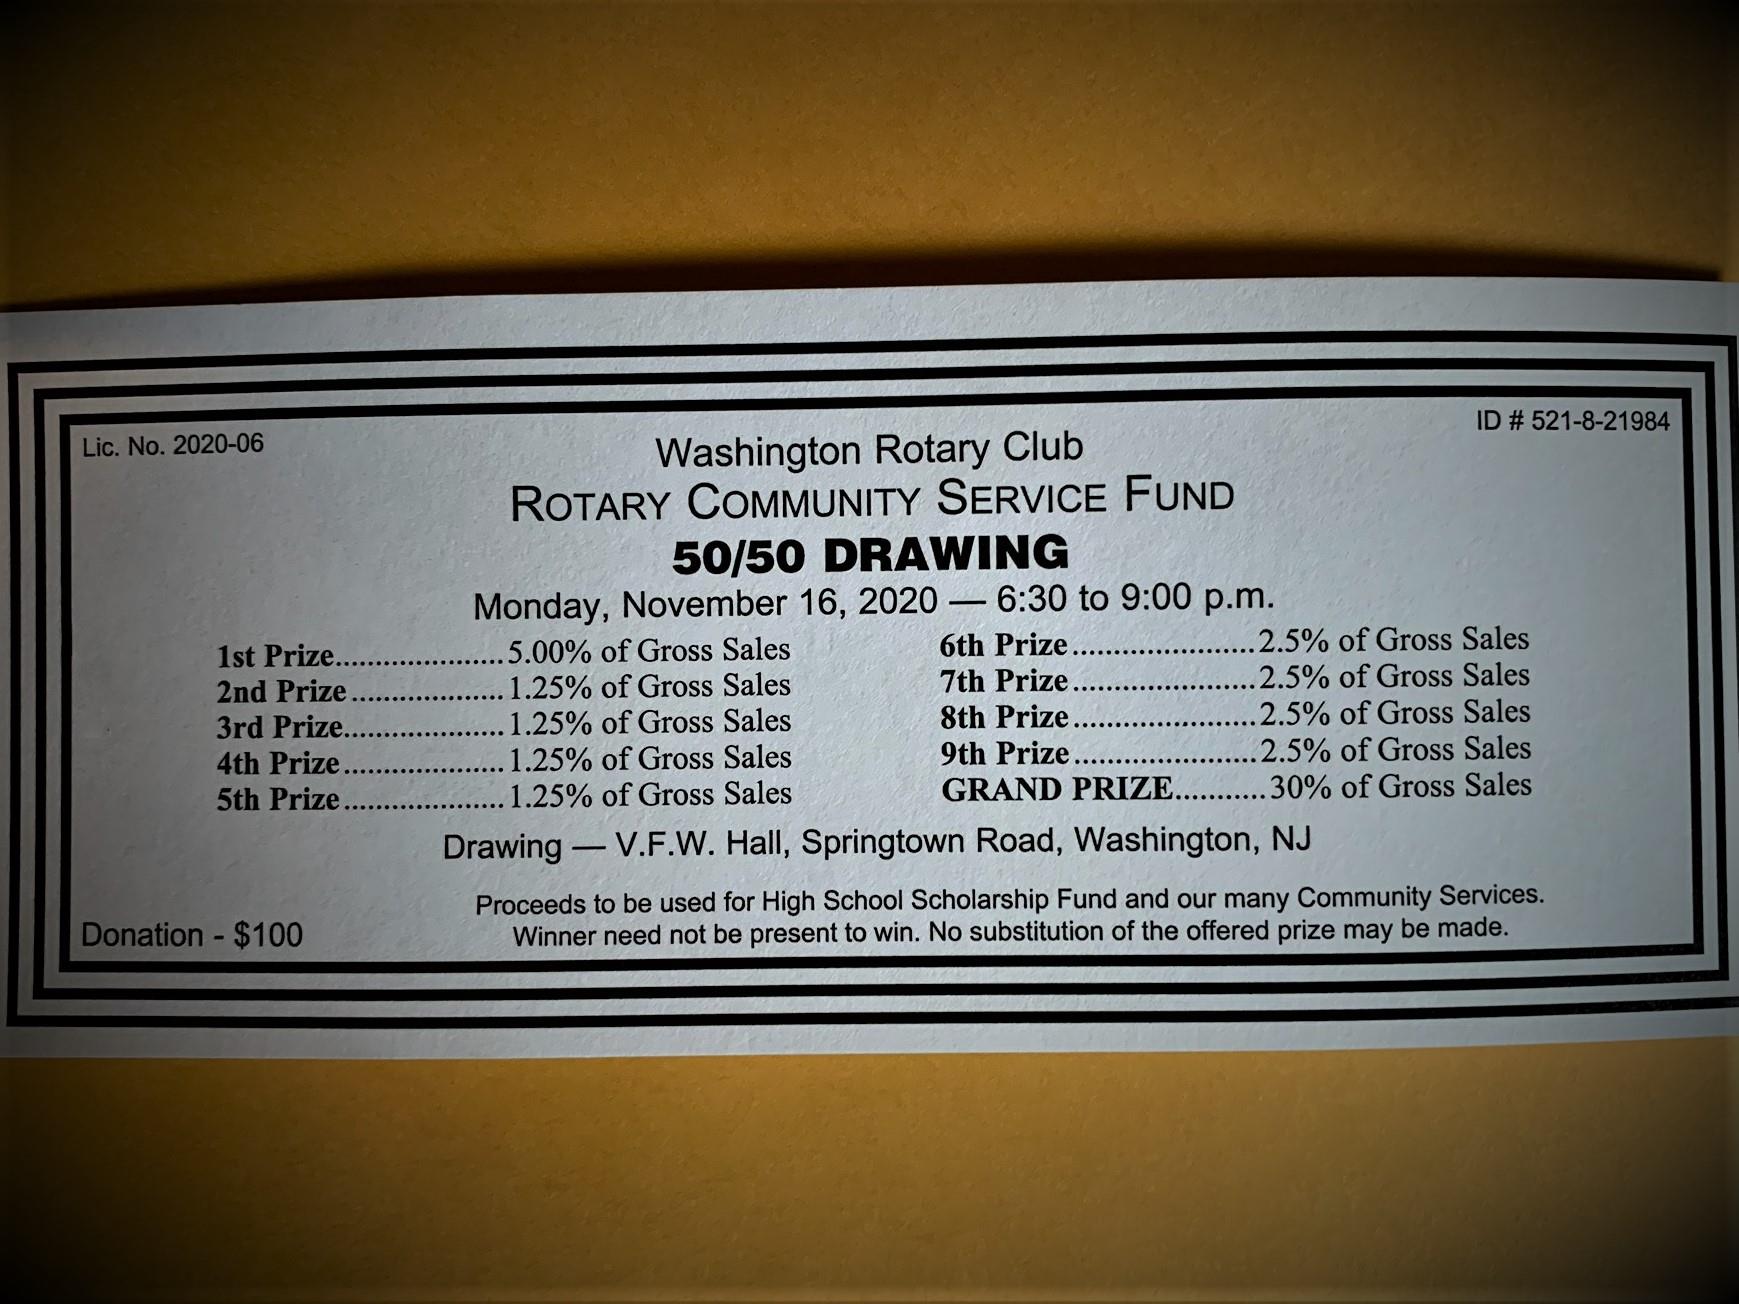 Lic. No. 2020-06
ID # 521-8-21984
Washington Rotary Club
ROTARY COMMUNITY SERVICE FUND
50/50 DRAWING
Monday, November 16, 2020 — 6:30 to 9:00 p.m.
1st Prize.....................5.00% of Gross Sales
2nd Prize...................1.25% of Gross Sales
3rd Prize....................1.25% of Gross Sales
4th Prize....................1.25% of Gross Sales
5th Prize....................1.25% of Gross Sales
6th Prize.......................2.5% of Gross Sales
7th Prize.......................2.5% of Gross Sales
8th Prize.......................2.5% of Gross Sales
9th Prize.......................2.5% of Gross Sales
GRAND PRIZE...........30% of Gross Sales
Drawing — V.F.W. Hall, Springtown Road, Washington, NJ
Proceeds to be used for High School Scholarship Fund and our many Community Services.
Winner need not be present to win. No substitution of the offered prize may be made.
Donation - $100